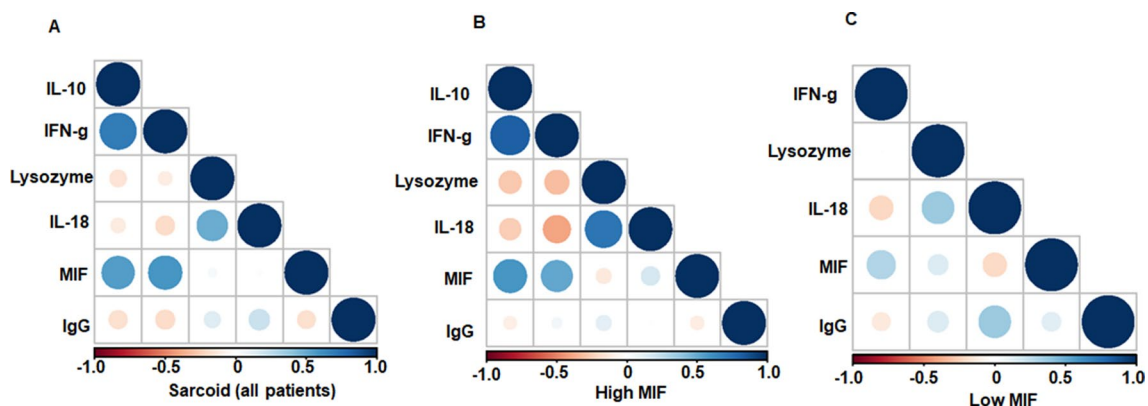 A
IL-10
IFN-g
Lysozyme
IL-18
MIF
IgG
-1.0 -0.5 0 0.5 1.0
Sarcoid (all patients)
B
IL-10
IFN-g
Lysozyme
IL-18
MIF
IgG
-1.0 -0.5 0 0.5 1.0
High MIF
C
IFN-g
Lysozyme
IL-18
MIF
IgG
-1.0 -0.5 0 0.5 1.0
Low MIF